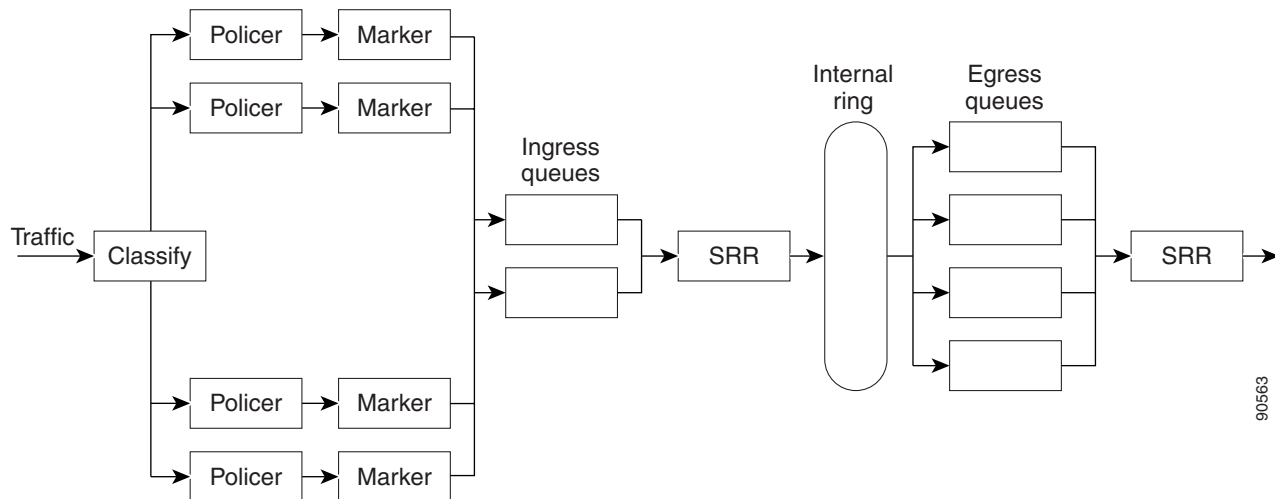 Policer
Marker
Policer
Marker
Internal
ring
Egress
queues
Ingress
queues
Traffic
Classify
SRR
SRR
Policer
Marker
Policer
Marker
90563